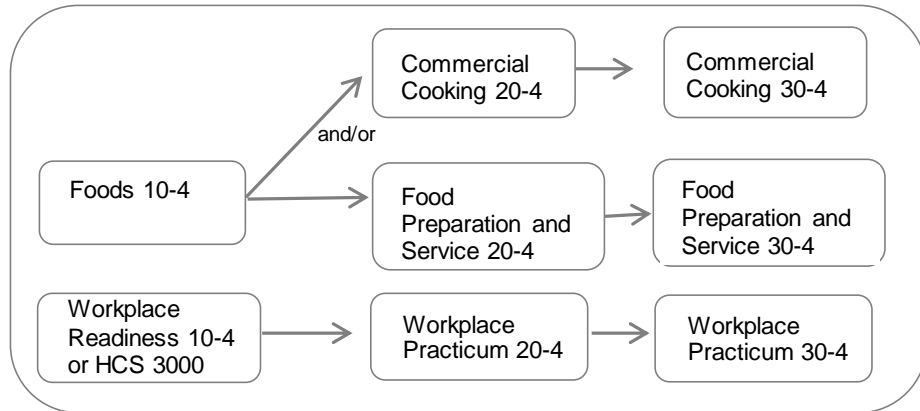 Commercial
Cooking 20-4
Commercial
Cooking 30-4
and/or
Foods 10-4
Food
Preparation and
Service 20-4
Food
Preparation and
Service 30-4
Workplace
Readiness 10-4
or HCS 3000
Workplace
Practicum 20-4
Workplace
Practicum 30-4